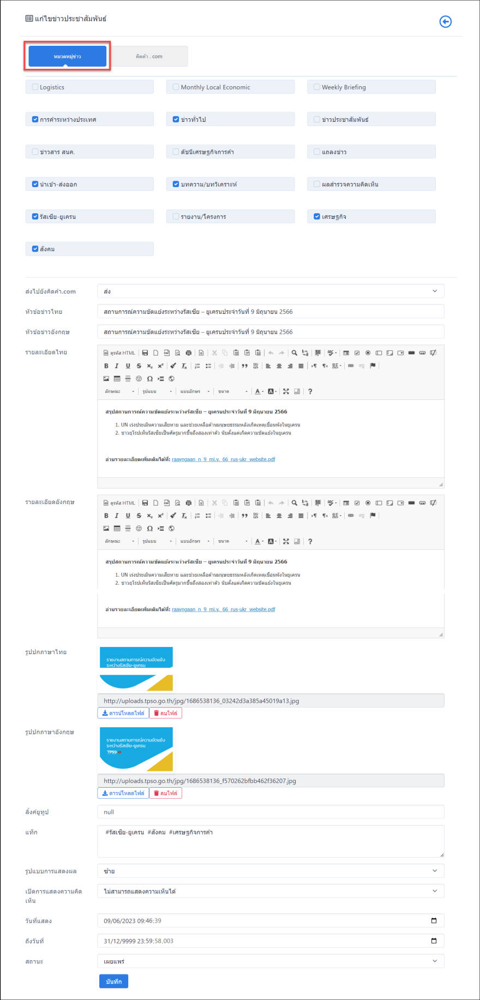 แก้ไขข่าวประชาสัมพันธ์
หมวดหมู่ข่าว คิดค้า . com
Logistics Monthly Local Economic Weekly Briefing
การค้าระหว่างประเทศ ข่าวทั่วไป ข่าวประชาสัมพันธ์
ข่าวสาร สนค. ดัชนีเศรษฐกิจการค้า แถลงข่าว
นำเข้า-ส่งออก บทความ/บทวิเคราะห์ ผลสำรวจความคิดเห็น
รัสเซีย-ยูเครน รายงาน/โครงการ เศรษฐกิจ
สังคม
ส่งไปยังคิดค้า.com ส่ง
หัวข้อข่าวไทย สถานการณ์ความขัดแย้งระหว่างรัสเซีย – ยูเครนประจำวันที่ 9 มิถุนายน 2566
หัวข้อข่าวอังกฤษ สถานการณ์ความขัดแย้งระหว่างรัสเซีย – ยูเครนประจำวันที่ 9 มิถุนายน 2566
รายละเอียดไทย ดูรหัส HTML
ลักษณะ รูปแบบ แบบอักษร ขนาด
สรุปสถานการณ์ความขัดแย้งระหว่างรัสเซีย – ยูเครนประจำวันที่ 9 มิถุนายน 2566
1. UN เร่งประเมินความเสียหาย และช่วยเหลือด้านมนุษยธรรมหลังเกิดเหตุเขื่อนพังในยูเครน
2. ชาวยุโรปเห็นรัสเซียเป็นศัตรูมากขึ้นถึงสองเท่าตัว นับตั้งแต่เกิดความขัดแย้งในยูเครน
อ่านรายละเอียดเพิ่มเติมได้ที่: raayngaan_n_9_mi.y._66_rus-ukr_website.pdf
รายละเอียดอังกฤษ ดูรหัส HTML
ลักษณะ รูปแบบ แบบอักษร ขนาด
สรุปสถานการณ์ความขัดแย้งระหว่างรัสเซีย – ยูเครนประจำวันที่ 9 มิถุนายน 2566
1. UN เร่งประเมินความเสียหาย และช่วยเหลือด้านมนุษยธรรมหลังเกิดเหตุเขื่อนพังในยูเครน
2. ชาวยุโรปเห็นรัสเซียเป็นศัตรูมากขึ้นถึงสองเท่าตัว นับตั้งแต่เกิดความขัดแย้งในยูเครน
อ่านรายละเอียดเพิ่มเติมได้ที่: raayngaan_n_9_mi.y._66_rus-ukr_website.pdf
รูปปกภาษาไทย
รายงานสถานการณ์ความขัดแย้ง
ระหว่างรัสเซีย-ยูเครน
http://uploads.tpso.go.th/jpg/1686538136_03242d3a385a45019a13.jpg
ดาวน์โหลดไฟล์ ลบไฟล์
รูปปกภาษาอังกฤษ
รายงานสถานการณ์ความขัดแย้ง
ระหว่างรัสเซีย-ยูเครน
TPSO
http://uploads.tpso.go.th/jpg/1686538136_f570262bfbb462f36207.jpg
ดาวน์โหลดไฟล์ ลบไฟล์
ลิ้งค์ยูทูป null
แท็ก #รัสเซีย-ยูเครน #สังคม #เศรษฐกิจการค้า
รูปแบบการแสดงผล ซ้าย
เปิดการแสดงความคิด
เห็น ไม่สามารถแสดงความเห็นได้
วันที่แสดง 09/06/2023 09:46:39
ถึงวันที่ 31/12/9999 23:59:58.003
สถานะ เผยแพร่
บันทึก